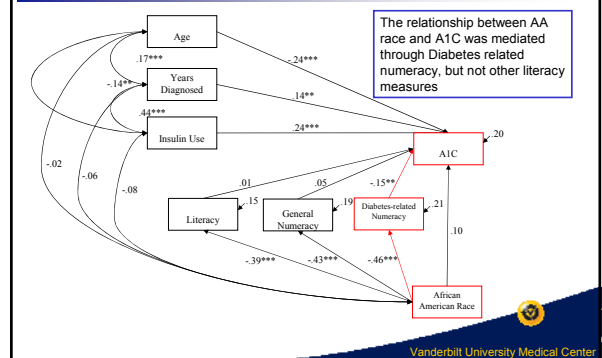 The relationship between AA
race and A1C was mediated
through Diabetes related
numeracy, but not other literacy
measures
Age
.17***
-.24***
-.14**
Years
Diagnosed
.14**
.44***
Insulin Use
.24***
.20
A1C
-.02
-.06
-.08
.01
.05
-.15**
.15
.19
.21
Literacy
General
Numeracy
Diabetes-related
Numeracy
.10
-.39***
-.43***
-.46***
African
American Race
Vanderbilt University Medical Center